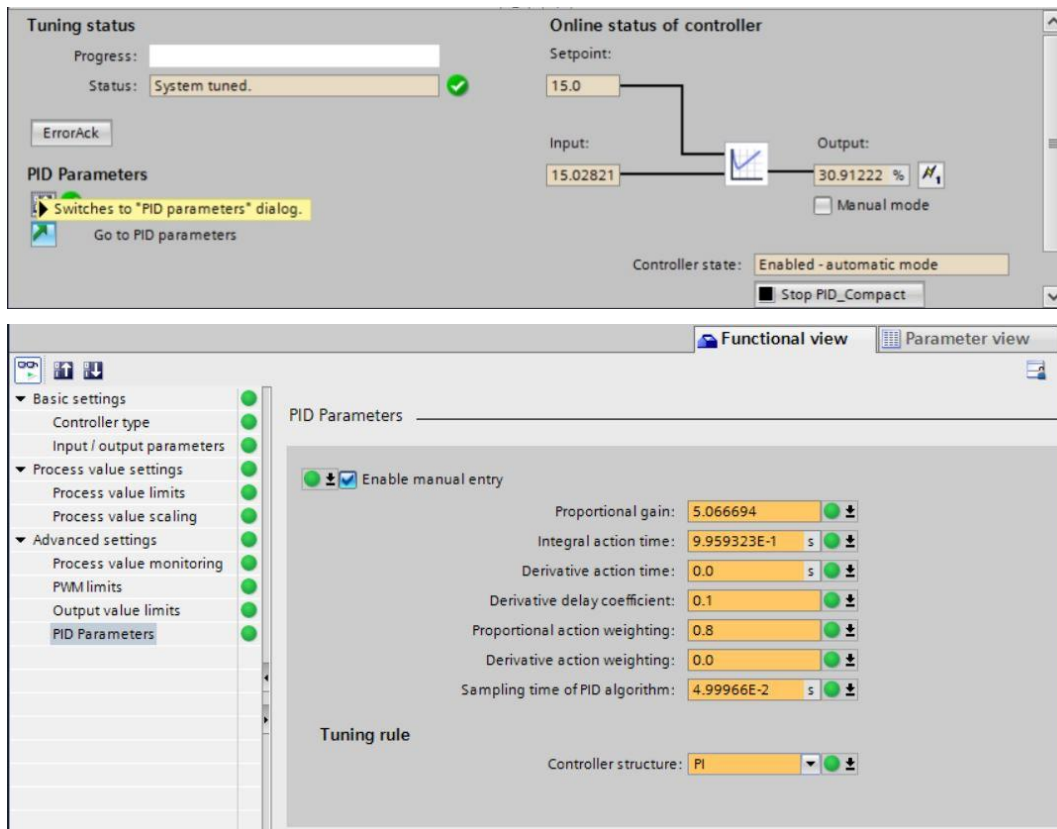 Tuning status
Progress:
Status: System tuned.
ErrorAck
PID Parameters
Switches to "PID parameters" dialog.
Go to PID parameters
Online status of controller
Setpoint:
15.0
Input:
15.02821
Output:
30.91222 %
Manual mode
Controller state: Enabled - automatic mode
Stop PID_Compact
Functional view
Parameter view
Basic settings
Controller type
Input / output parameters
Process value settings
Process value limits
Process value scaling
Advanced settings
Process value monitoring
PWM limits
Output value limits
PID Parameters
PID Parameters
Enable manual entry
Proportional gain: 5.066694
Integral action time: 9.959323E-1 s
Derivative action time: 0.0 s
Derivative delay coefficient: 0.1
Proportional action weighting: 0.8
Derivative action weighting: 0.0
Sampling time of PID algorithm: 4.99966E-2 s
Tuning rule
Controller structure: PI